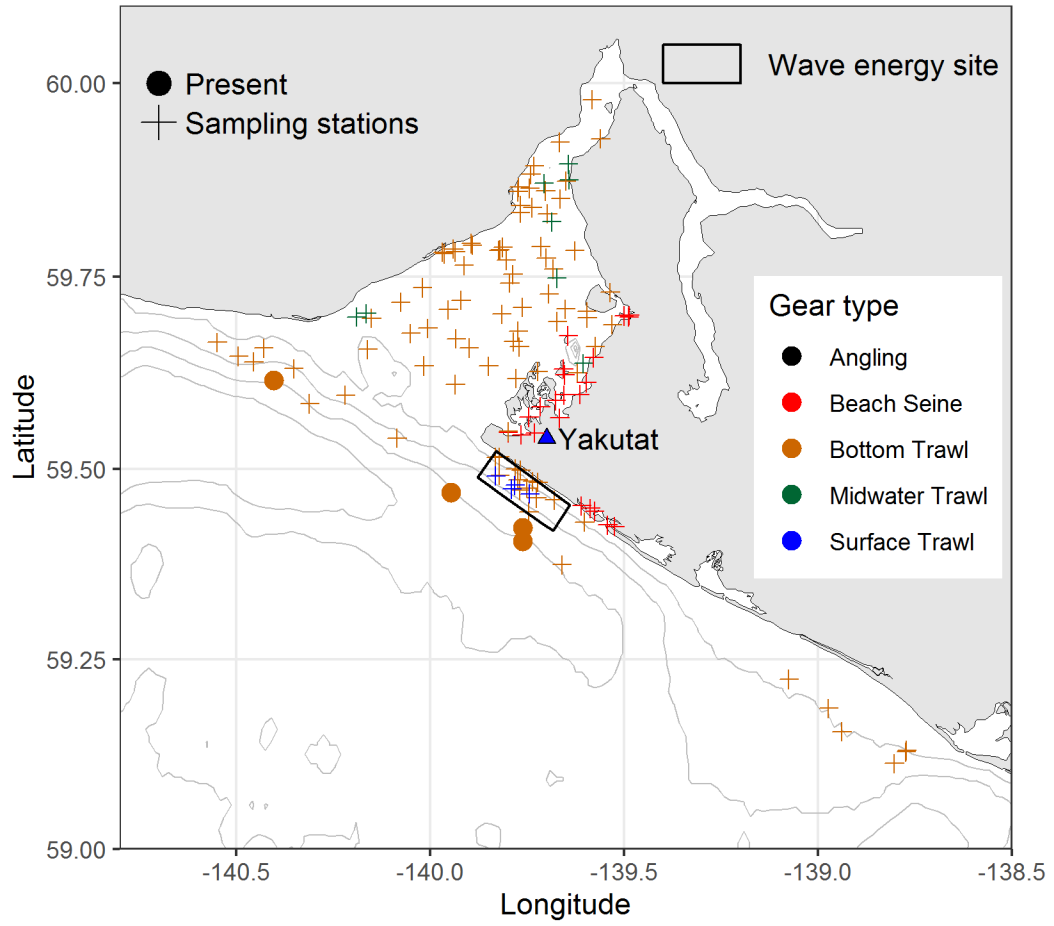 Present
Sampling stations
Wave energy site
60.00
59.75
59.50
59.25
59.00
Latitude
Yakutat
Gear type
Angling
Beach Seine
Bottom Trawl
Midwater Trawl
Surface Trawl
-140.5
-140.0
-139.5
-139.0
-138.5
Longitude